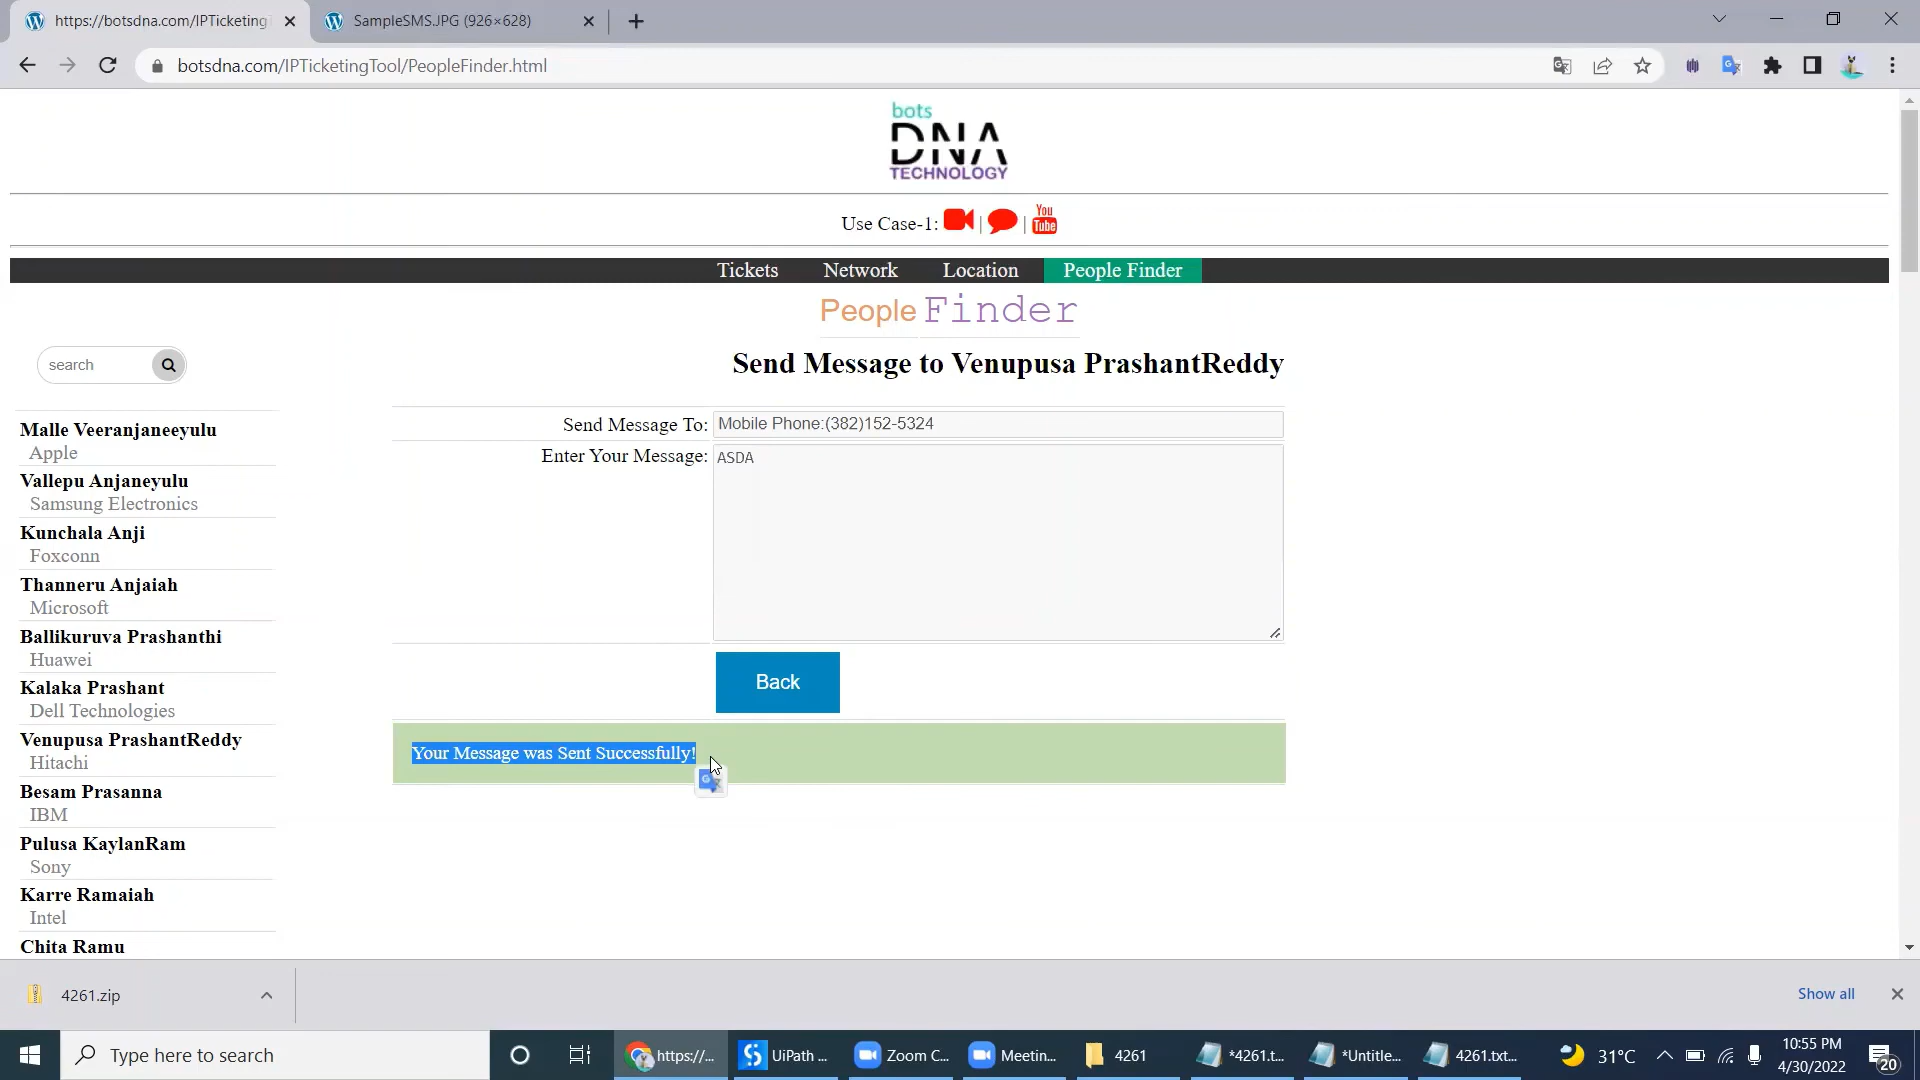 https://botsdna.com/IPTicketing
SampleSMS.JPG (926×628)
botsdna.com/IPTicketingTool/PeopleFinder.html
bots
DNA
TECHNOLOGY
Use Case-1: | | You Tube
Tickets Network Location People Finder
People Finder
search
Send Message to Venupusa PrashantReddy
Send Message To: Mobile Phone:(382)152-5324
Enter Your Message: ASDA
Back
Your Message was Sent Successfully!
Malle Veeranjaneeyulu
Apple
Vallepu Anjaneyulu
Samsung Electronics
Kunchala Anji
Foxconn
Thanneru Anjaiah
Microsoft
Ballikuruva Prashanthi
Huawei
Kalaka Prashant
Dell Technologies
Venupusa PrashantReddy
Hitachi
Besam Prasanna
IBM
Pulusa KaylanRam
Sony
Karre Ramaiah
Intel
Chita Ramu
4261.zip
Show all
Type here to search
https://...
UiPath ...
Zoom C...
Meetin...
4261
*4261.t...
*Untitle...
4261.txt...
31°C
10:55 PM
4/30/2022
20